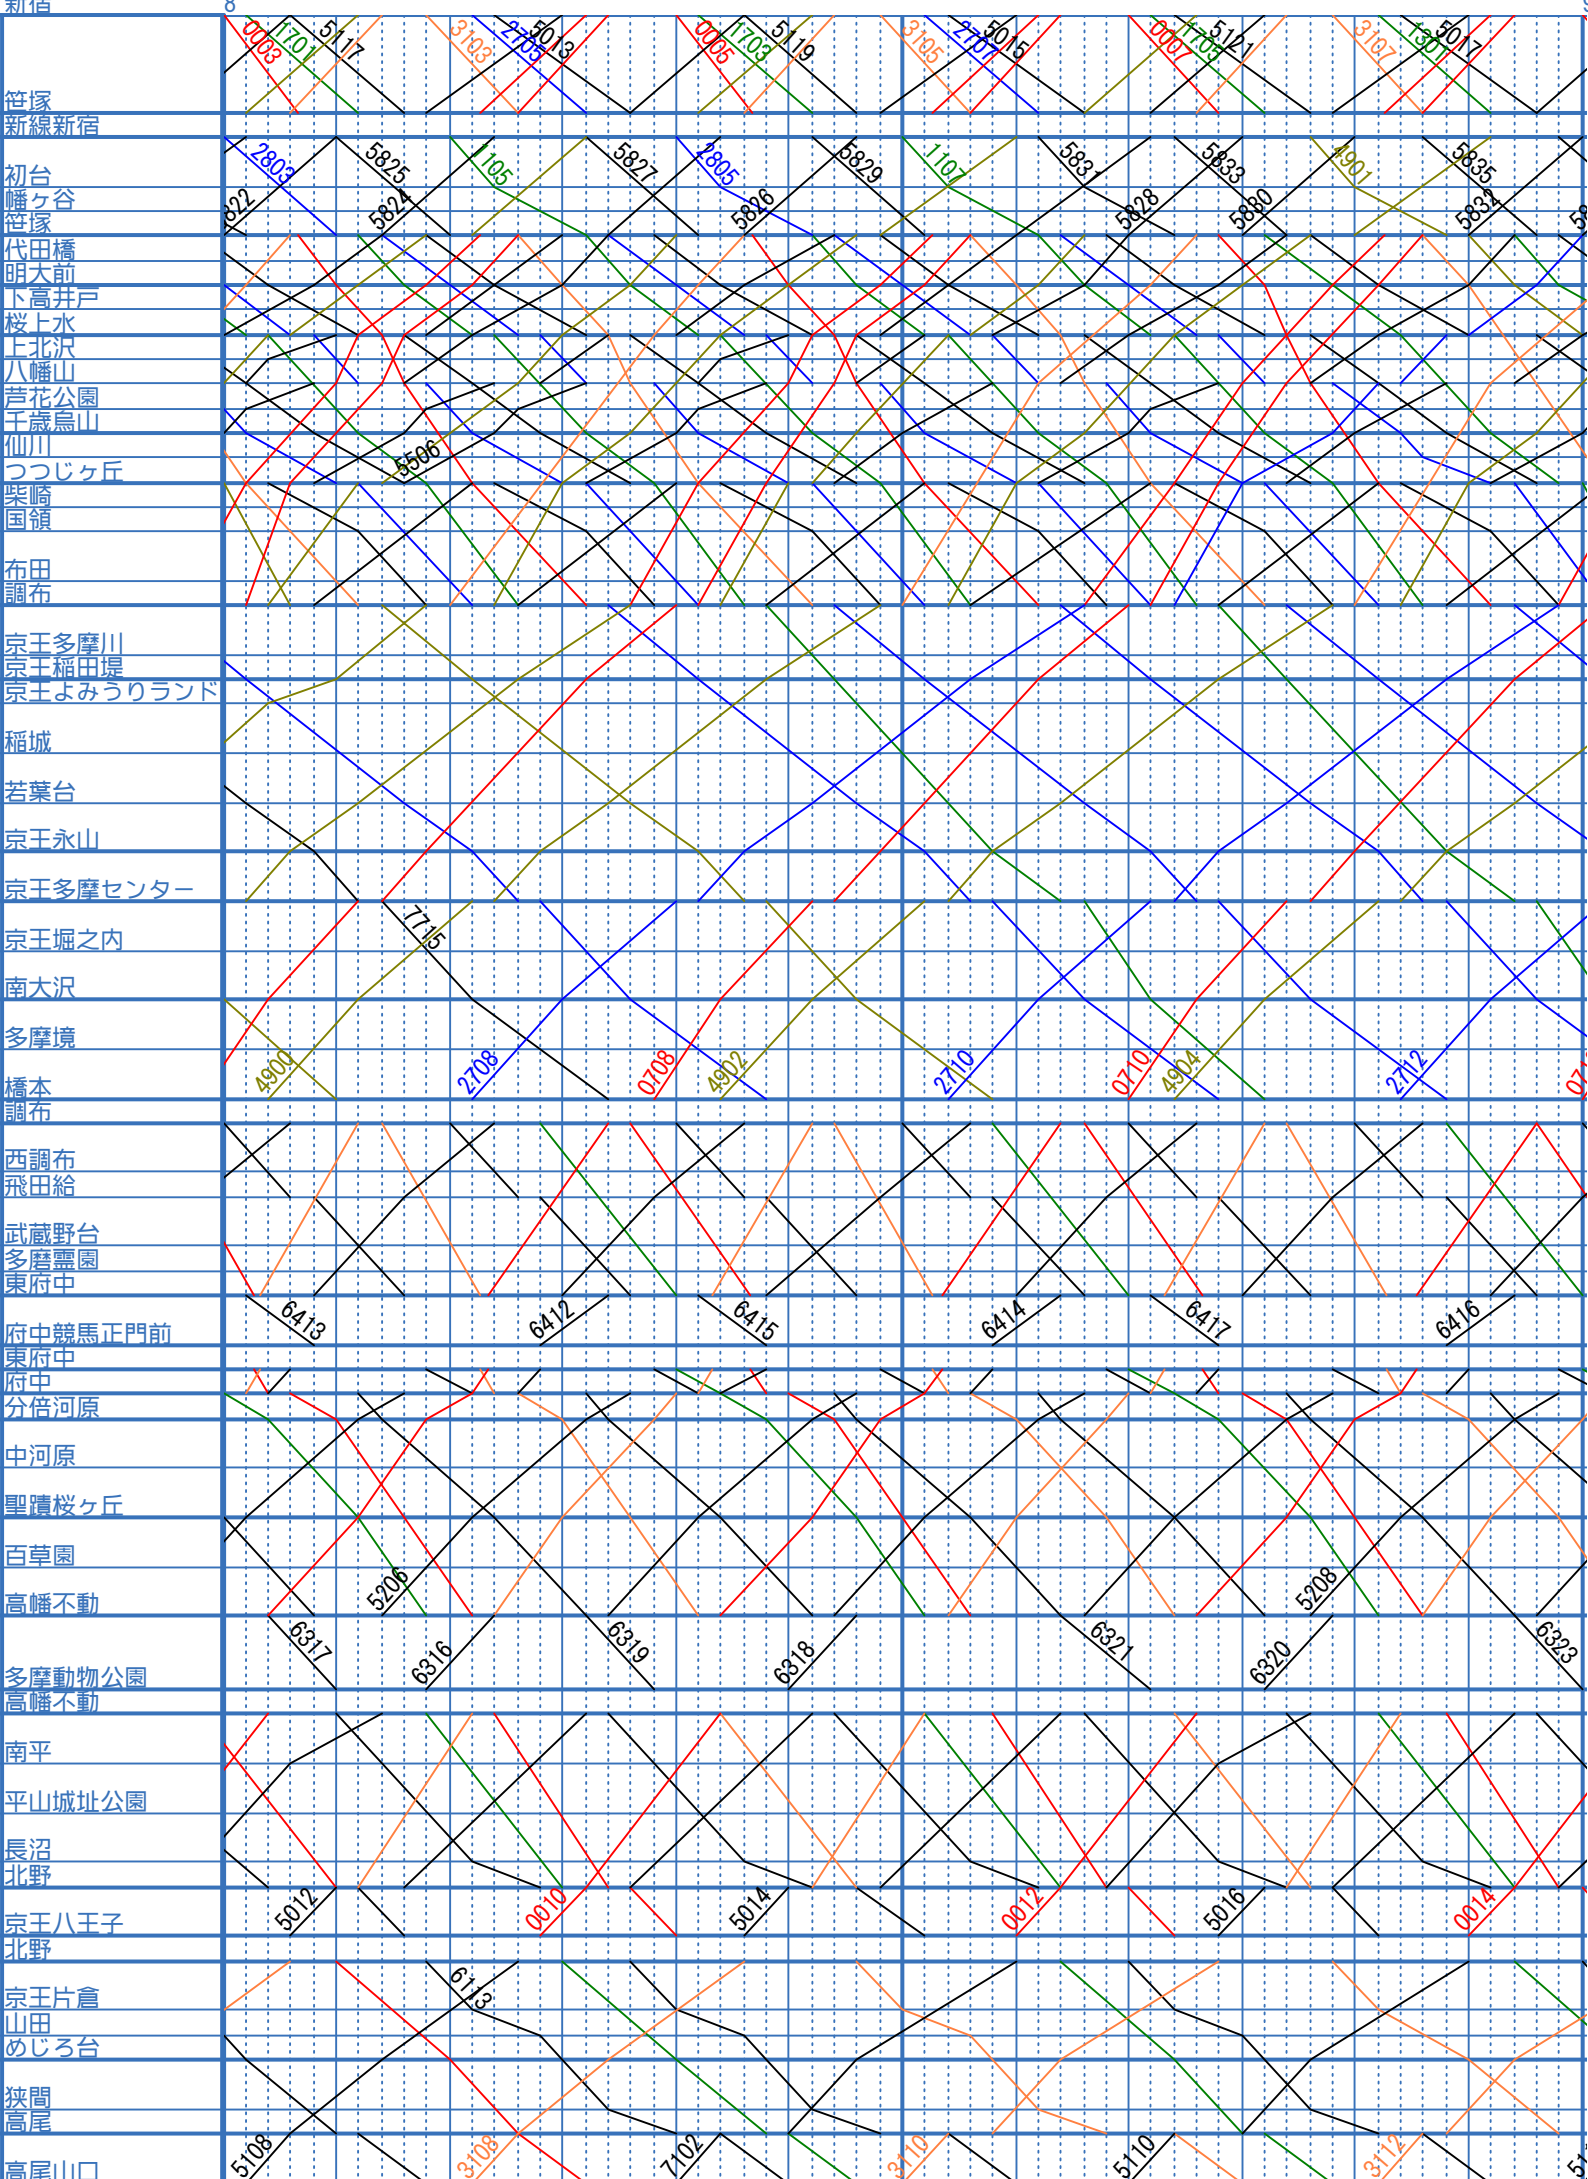 新宿 8
0003 1701 5117 3103 2705 5013 0005 1703 5119 3105 2707 5015 0007 1705 5121 3107 1301 5017
笹塚
新線新宿
2803 5825 1105 5827 2805 5829 1107 5831 5833 4901 5835
初台
幡ヶ谷
822 5824 5826 5828 5830 5832
笹塚
代田橋
明大前
下高井戸
桜上水
上北沢
八幡山
芦花公園
千歳烏山
仙川
5506
つつじヶ丘
柴崎
国領
布田
調布
京王多摩川
京王稲田堤
京王よみうりランド
稲城
若葉台
京王永山
京王多摩センター
7715
京王堀之内
南大沢
多摩境
4900 2708 0708 4902 2710 0710 4904 2712
橋本
調布
西調布
飛田給
武蔵野台
多磨霊園
東府中
6413 6412 6415 6414 6417 6416
府中競馬正門前
東府中
府中
分倍河原
中河原
聖蹟桜ヶ丘
百草園
5206 5208
高幡不動
6317 6316 6319 6318 6321 6320 6323
多摩動物公園
高幡不動
南平
平山城址公園
長沼
北野
5012 0010 5014 0012 5016 0014
京王八王子
北野
6113
京王片倉
山田
めじろ台
狭間
高尾
5108 3108 7102 3110 5110 3112
高尾山口